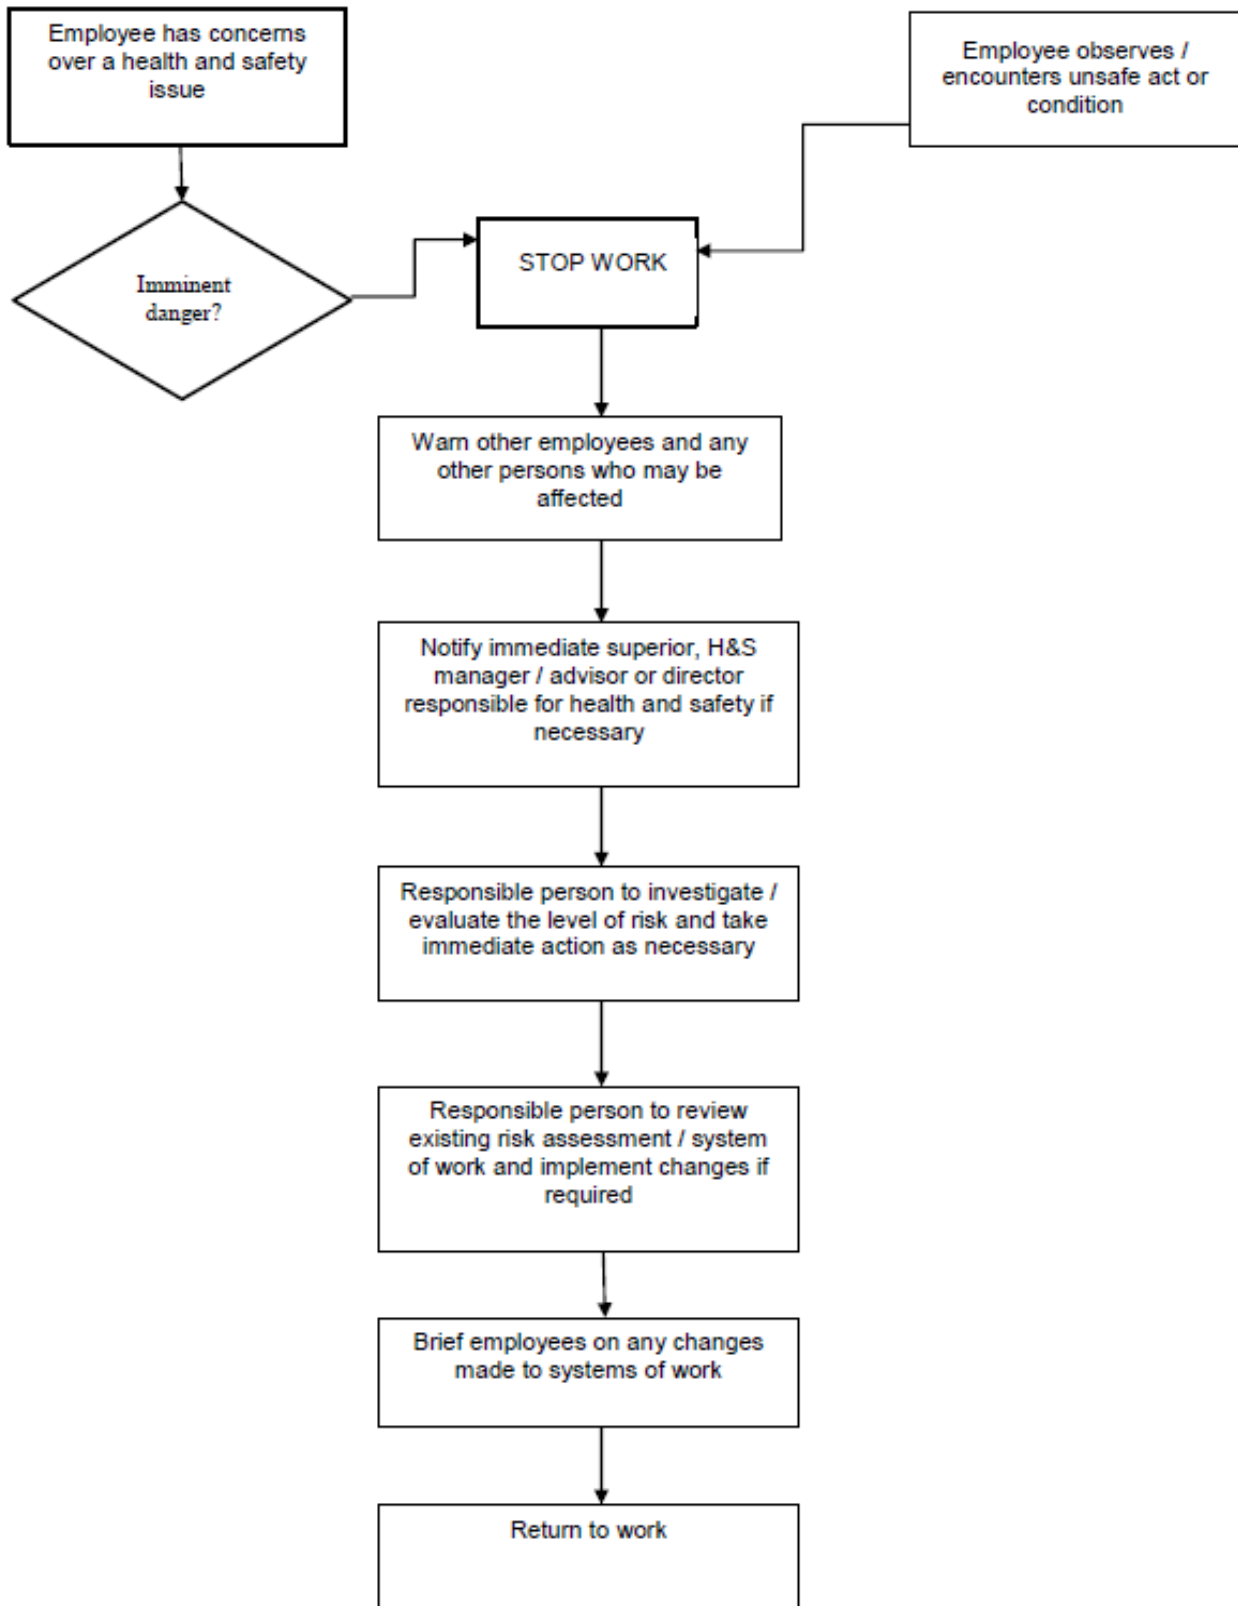 Employee has concerns
over a health and safety
issue
Employee observes /
encounters unsafe act or
condition
Imminent
danger?
STOP WORK
Warn other employees and any
other persons who may be
affected
Notify immediate superior, H&S
manager / advisor or director
responsible for health and safety if
necessary
Responsible person to investigate /
evaluate the level of risk and take
immediate action as necessary
Responsible person to review
existing risk assessment / system
of work and implement changes if
required
Brief employees on any changes
made to systems of work
Return to work